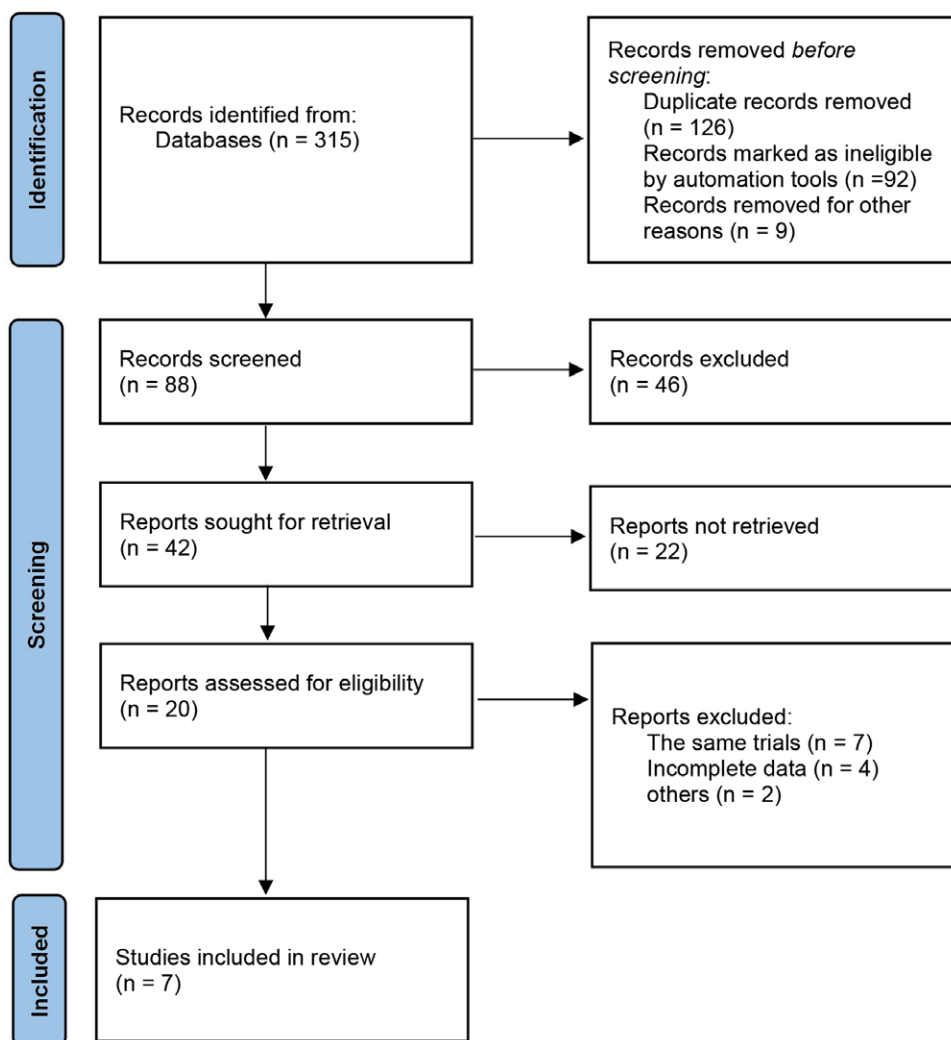 Identification
Records identified from:
Databases (n = 315)
Records removed before
screening:
Duplicate records removed
(n = 126)
Records marked as ineligible
by automation tools (n =92)
Records removed for other
reasons (n = 9)
Screening
Records screened
(n = 88)
Records excluded
(n = 46)
Reports sought for retrieval
(n = 42)
Reports not retrieved
(n = 22)
Reports assessed for eligibility
(n = 20)
Reports excluded:
The same trials (n = 7)
Incomplete data (n = 4)
others (n = 2)
Included
Studies included in review
(n = 7)